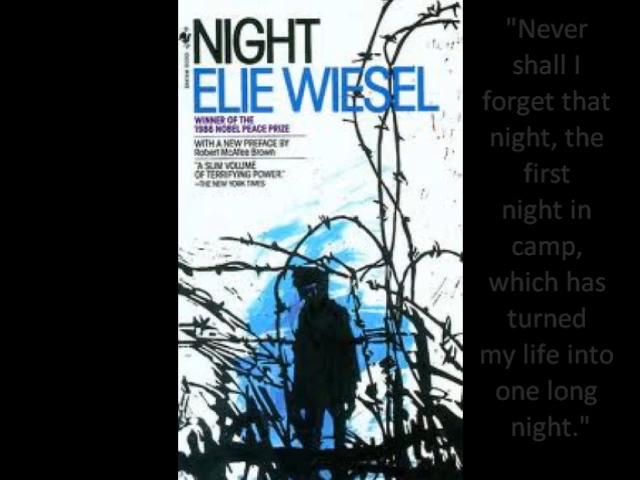 NIGHT
ELIE WIESEL
WINNER OF THE
1986 NOBEL PEACE PRIZE
WITH A NEW PREFACE BY
Robert McAfee Brown
"A SLIM VOLUME
OF TERRIFYING POWER."
—THE NEW YORK TIMES
"Never
shall I
forget that
night, the
first
night in
camp,
which has
turned
my life into
one long
night."